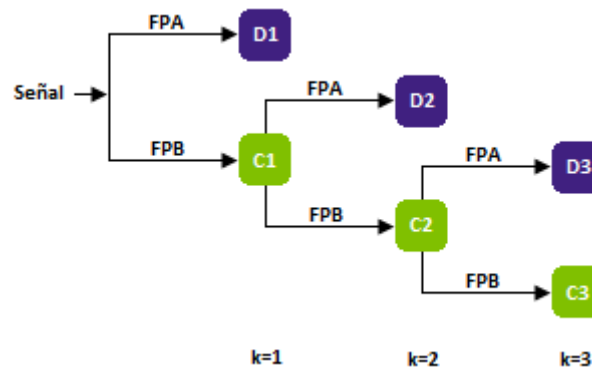 FPA
D1
Señal
FPA
D2
FPB
C1
FPA
D3
FPB
C2
FPB
C3
k=1
k=2
k=3